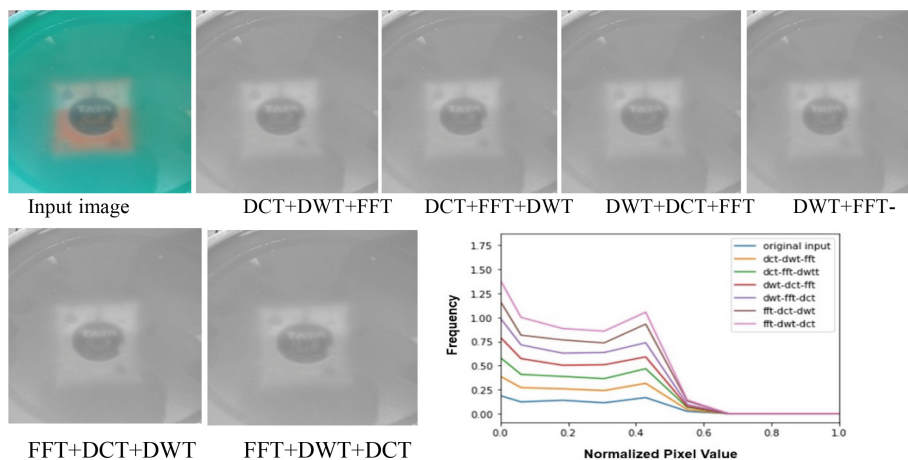 Input image
DCT+DWT+FFT
DCT+FFT+DWT
DWT+DCT+FFT
DWT+FFT-
FFT+DCT+DWT
FFT+DWT+DCT
Frequency
1.75
1.50
1.25
1.00
0.75
0.50
0.25
0.00
original input
dct-dwt-fft
dct-fft-dwtt
dwt-dct-fft
dwt-fft-dct
fft-dct-dwt
fft-dwt-dct
0.0
0.2
0.4
0.6
0.8
1.0
Normalized Pixel Value